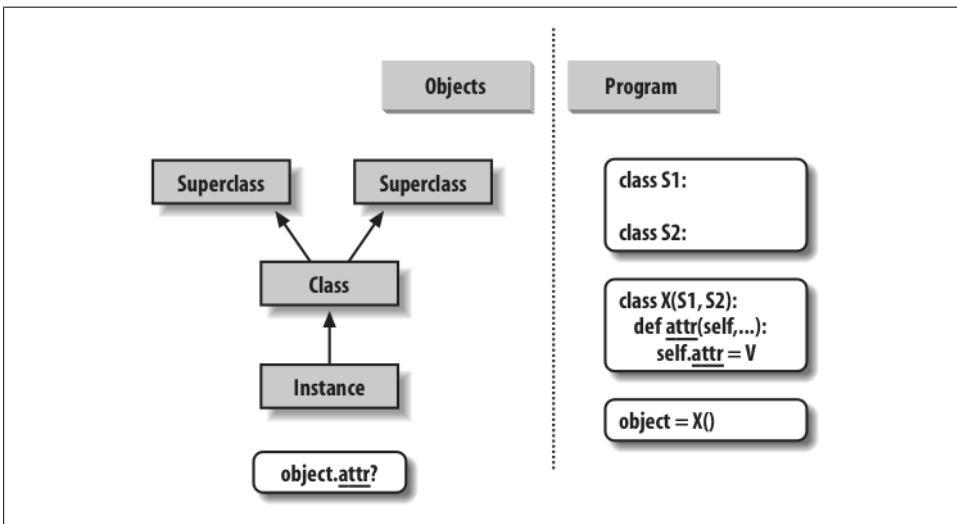 Objects
Program
Superclass
Superclass
Class
Instance
object.attr?
class S1:
class S2:
class X(S1, S2):
def attr(self,...):
self.attr = V
object = X()